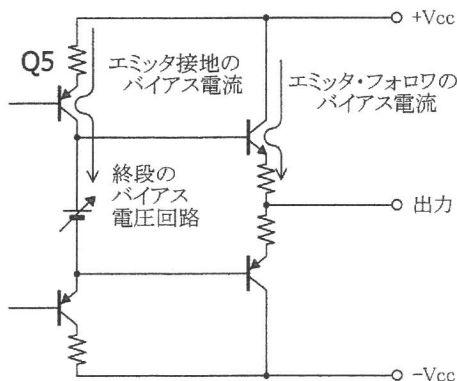 +Vcc
Q5
エミッタ接地の
バイアス電流
エミッタ・フォロワの
バイアス電流
終段の
バイアス
電圧回路
出力
−Vcc